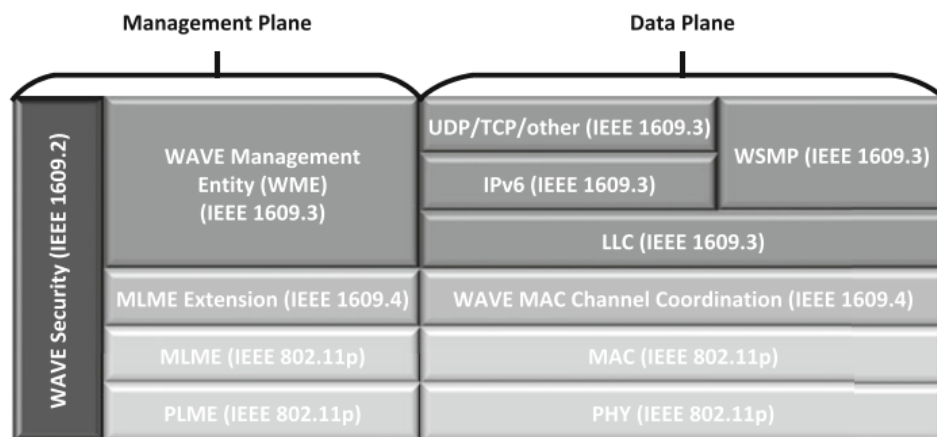 Management Plane
Data Plane
WAVE Security (IEEE 1609.2)
WAVE Management
Entity (WME)
(IEEE 1609.3)
UDP/TCP/other (IEEE 1609.3)
WSMP (IEEE 1609.3)
IPv6 (IEEE 1609.3)
LLC (IEEE 1609.3)
MLME Extension (IEEE 1609.4)
WAVE MAC Channel Coordination (IEEE 1609.4)
MLME (IEEE 802.11p)
MAC (IEEE 802.11p)
PLME (IEEE 802.11p)
PHY (IEEE 802.11p)